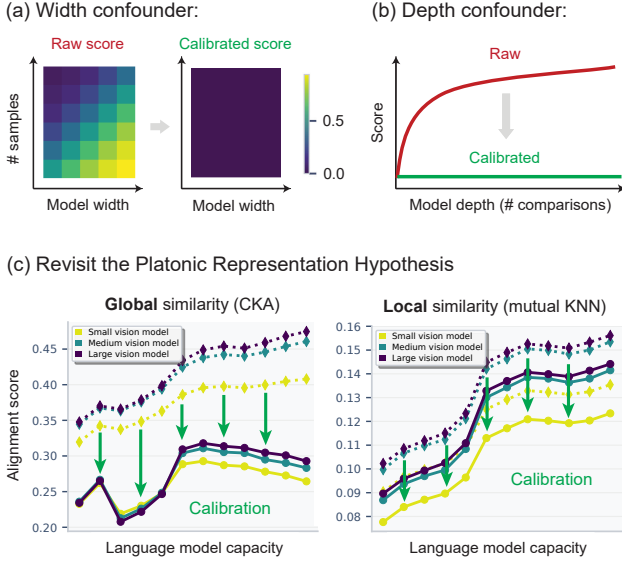 (a) Width confounder:
Raw score
Calibrated score
# samples
0.5
0.0
Model width
Model width
(b) Depth confounder:
Raw
Score
Calibrated
Model depth (# comparisons)
(c) Revisit the Platonic Representation Hypothesis
Global similarity (CKA)
Alignment score
0.45
0.40
0.35
0.30
0.25
0.20
Small vision model
Medium vision model
Large vision model
Calibration
Language model capacity
Local similarity (mutual KNN)
0.16
0.15
0.14
0.13
0.12
0.11
0.10
0.09
0.08
Small vision model
Medium vision model
Large vision model
Calibration
Language model capacity